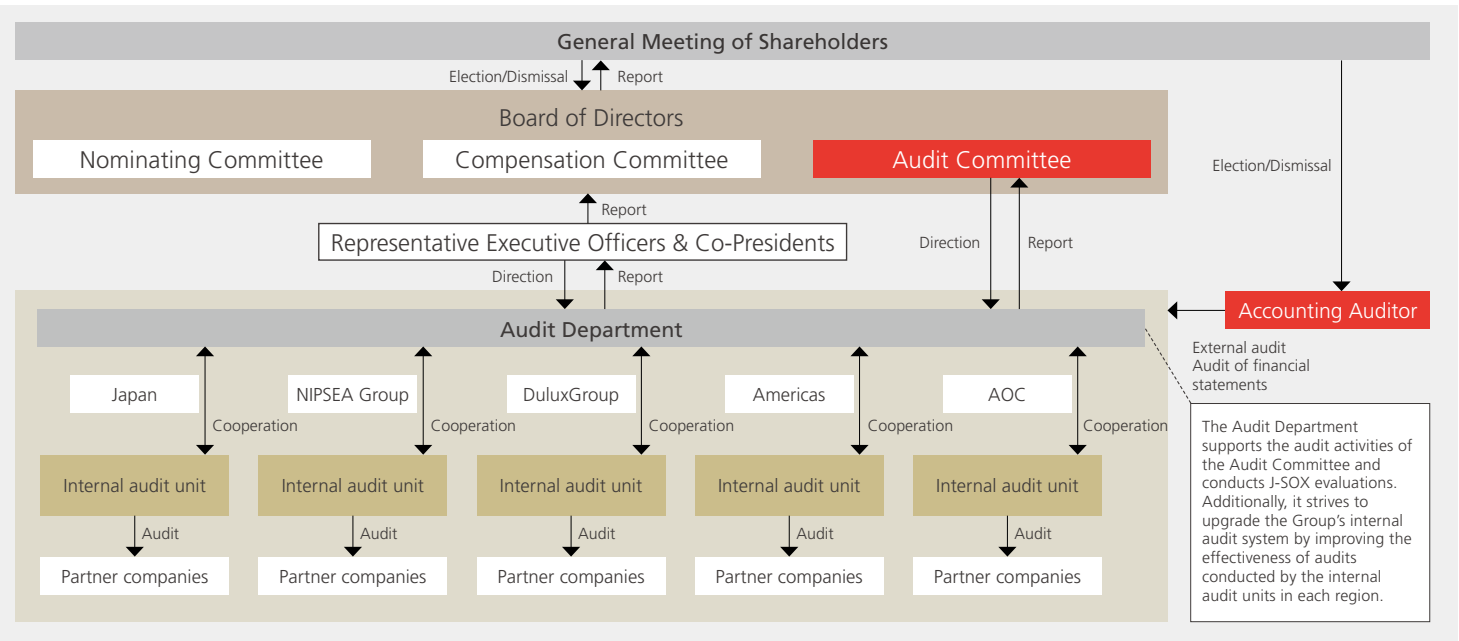 General Meeting of Shareholders
Election/Dismissal
Report
Board of Directors
Nominating Committee
Compensation Committee
Audit Committee
Election/Dismissal
Report
Representative Executive Officers & Co-Presidents
Direction
Report
Direction
Report
Accounting Auditor
External audit
Audit of financial
statements
Audit Department
Japan
NIPSEA Group
DuluxGroup
Americas
AOC
Cooperation
Cooperation
Cooperation
Cooperation
Cooperation
Internal audit unit
Internal audit unit
Internal audit unit
Internal audit unit
Internal audit unit
Audit
Audit
Audit
Audit
Audit
Partner companies
Partner companies
Partner companies
Partner companies
Partner companies
The Audit Department
supports the audit activities of
the Audit Committee and
conducts J-SOX evaluations.
Additionally, it strives to
upgrade the Group's internal
audit system by improving the
effectiveness of audits
conducted by the internal
audit units in each region.